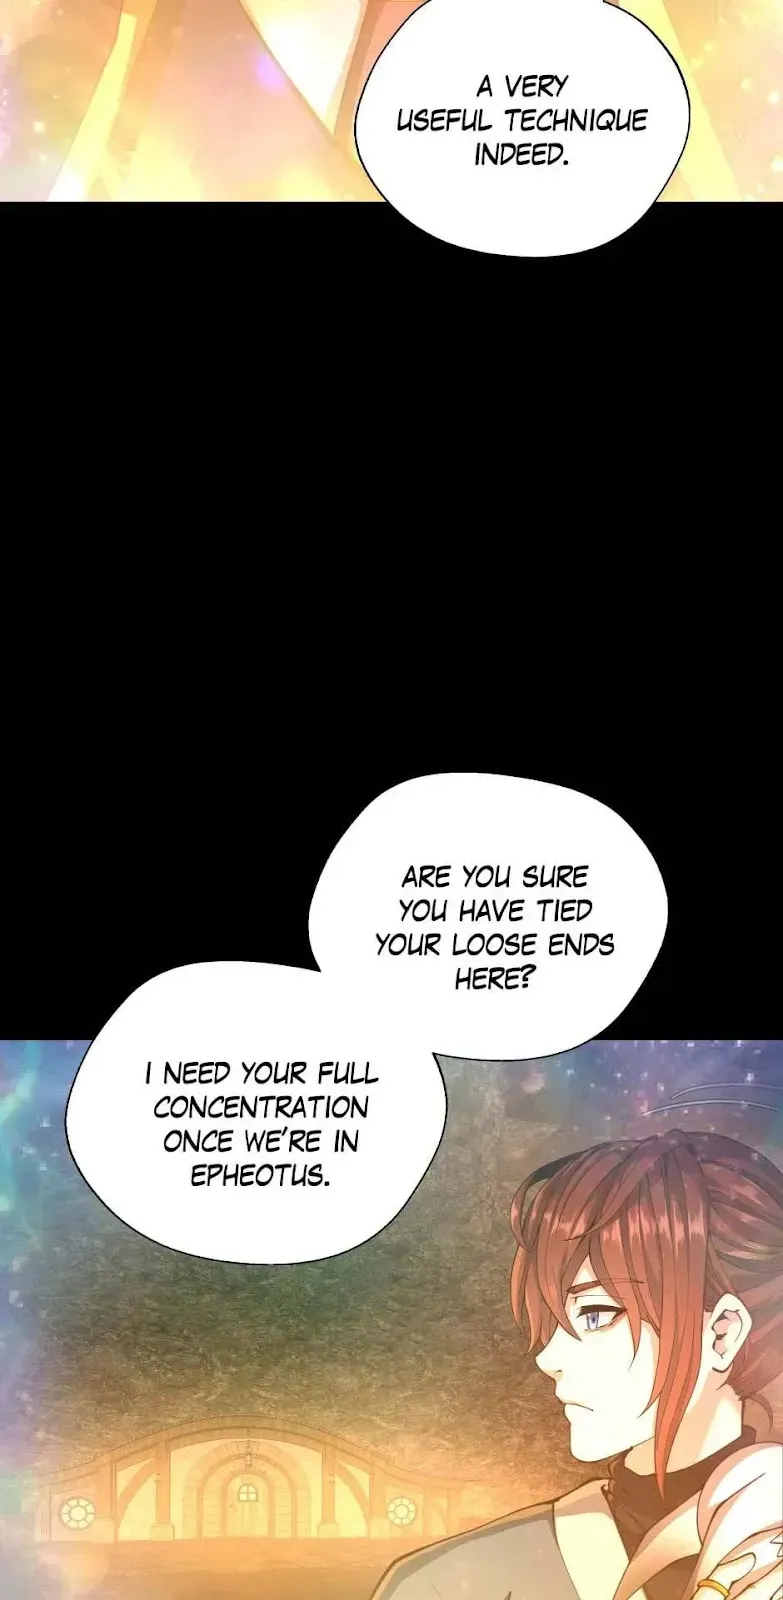 A VERY
USEFUL TECHNIQUE
INDEED.
ARE YOU SURE
YOU HAVE TIED
YOUR LOOSE ENDS
HERE?
I NEED YOUR FULL
CONCENTRATION
ONCE WE'RE IN
EPHEOTUS.